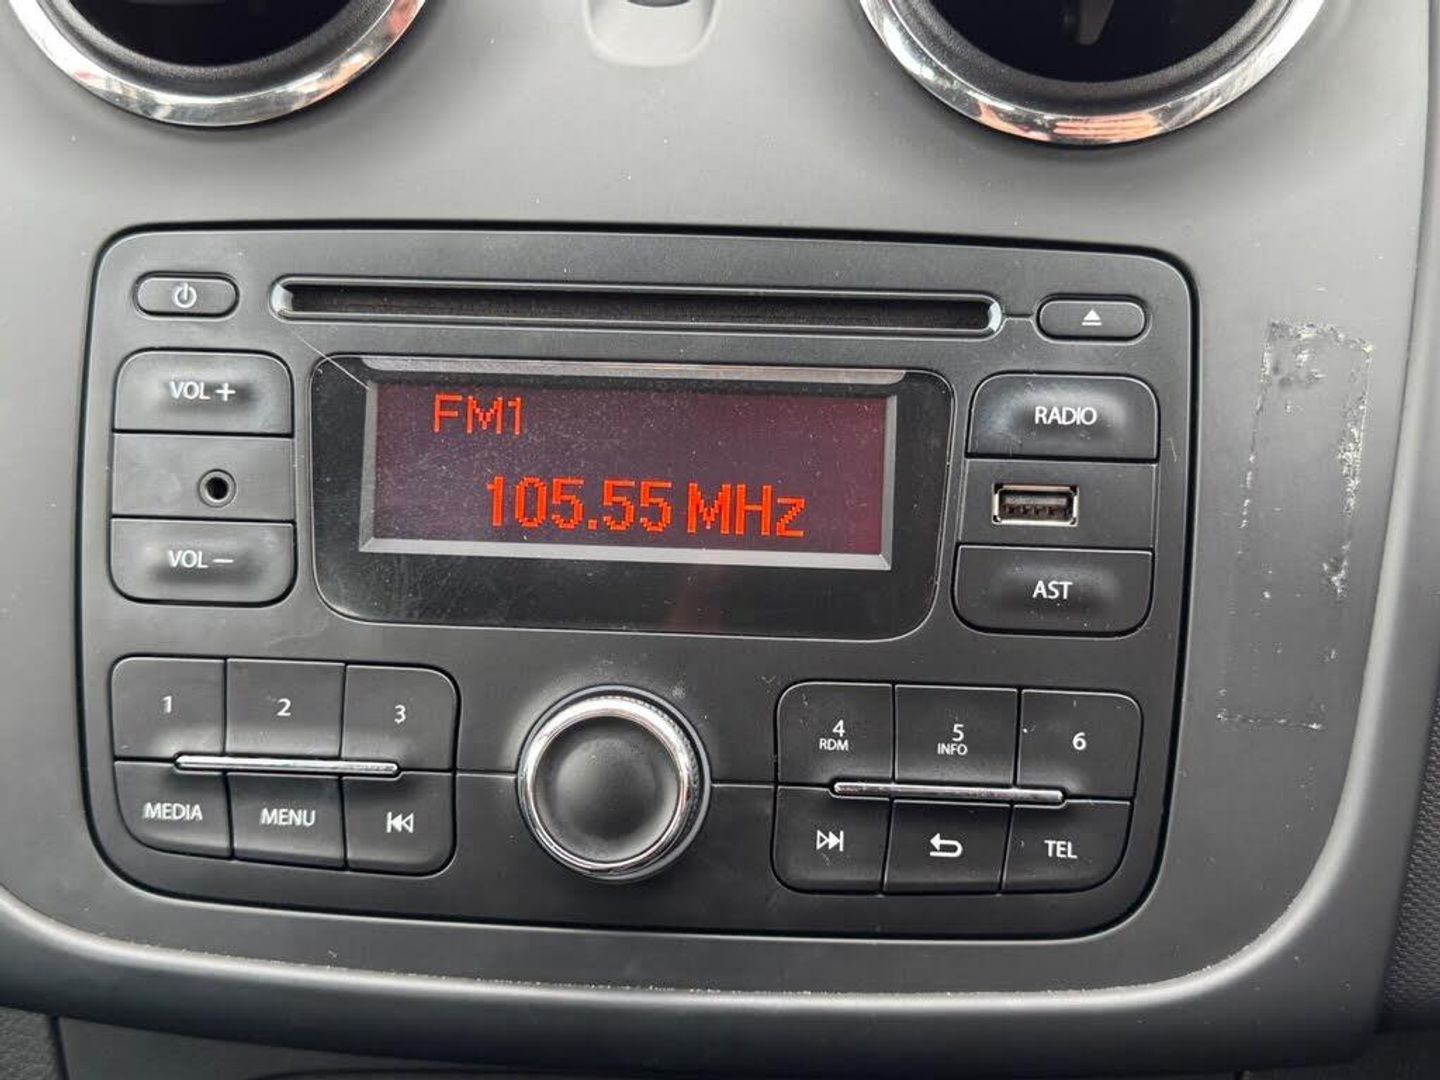 VOL +
FM1
RADIO
105.55 MHz
VOL –
AST
1
2
3
4
RDM
5
INFO
6
MEDIA
MENU
TEL